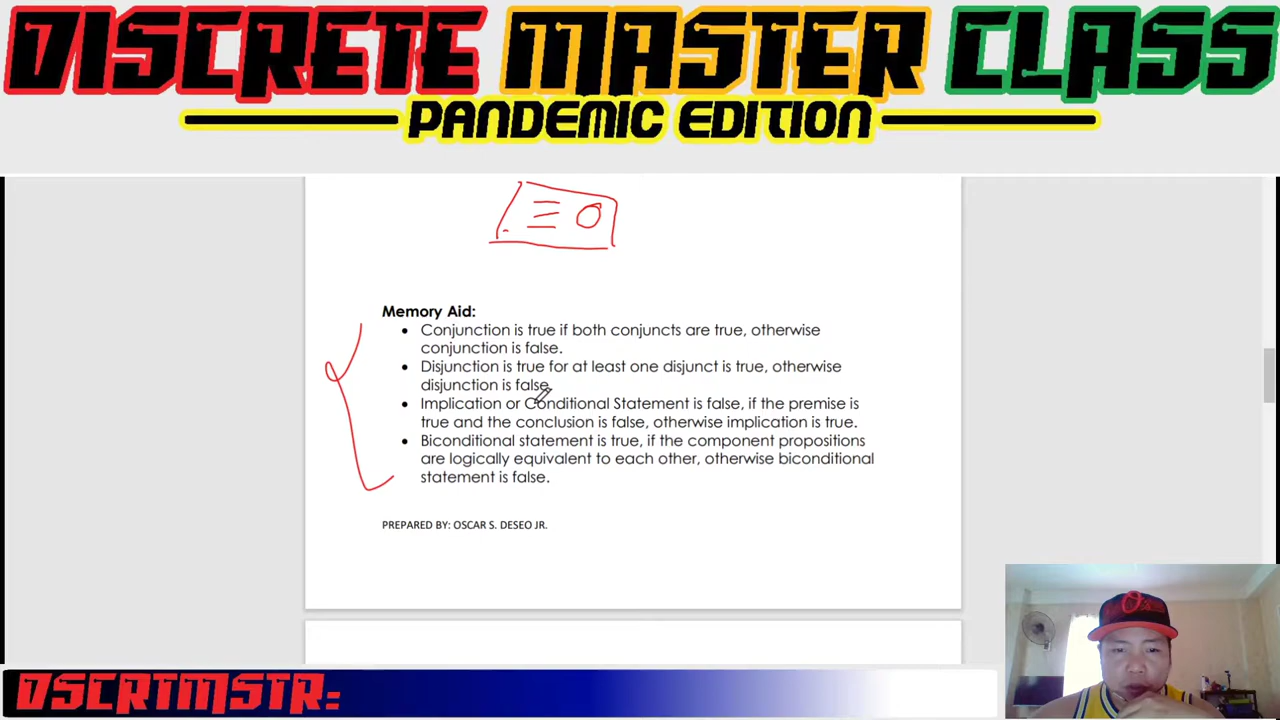 DISCRETE MASTER CLASS
PANDEMIC EDITION
≡ 0
Memory Aid:
• Conjunction is true if both conjuncts are true, otherwise
conjunction is false.
• Disjunction is true for at least one disjunct is true, otherwise
disjunction is false.
• Implication or Conditional Statement is false, if the premise is
true and the conclusion is false, otherwise implication is true.
• Biconditional statement is true, if the component propositions
are logically equivalent to each other, otherwise biconditional
statement is false.
PREPARED BY: OSCAR S. DESEO JR.
DSCRTMSTR: